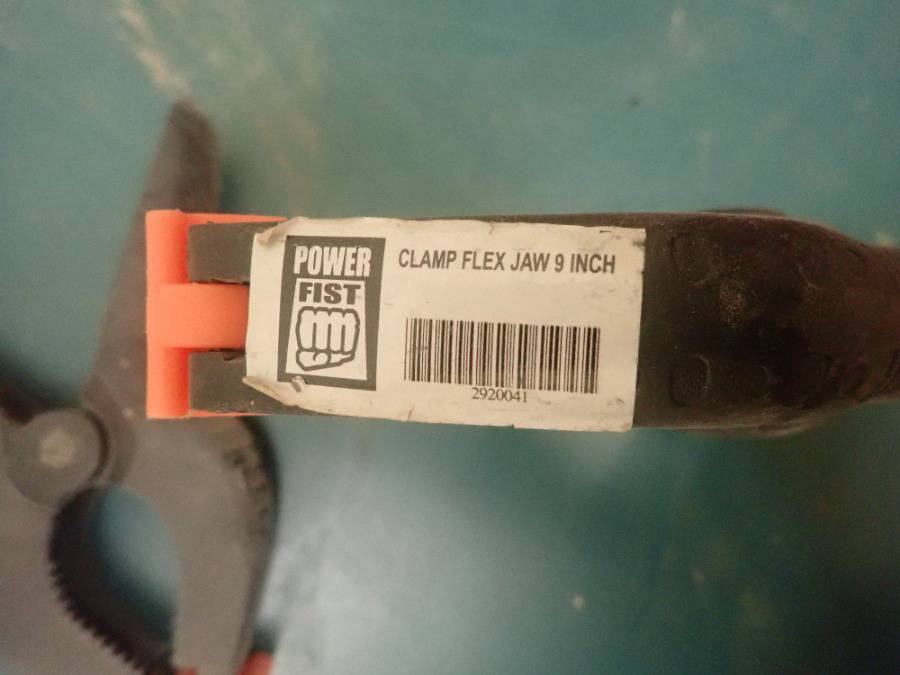 POWER
FIST
CLAMP FLEX JAW 9 INCH
2920041